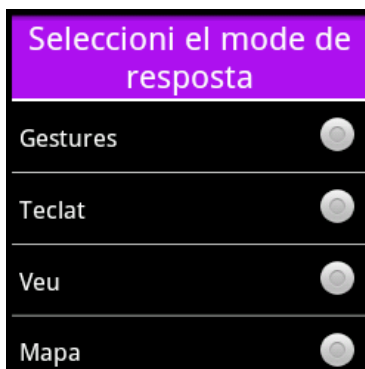 Seleccioni el mode de
resposta
Gestures
Teclat
Veu
Mapa